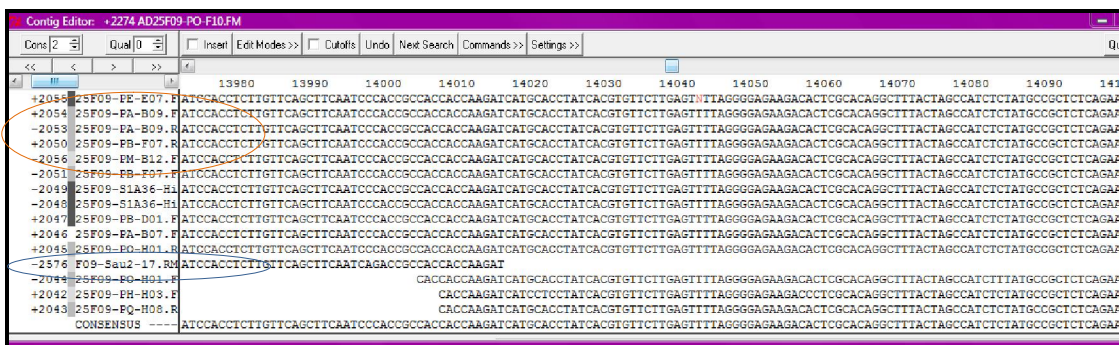 Contig Editor: +2274 AD25F09-PO-F10.FM
Cons 2 Qual 0 Insert Edit Modes >> Cutoffs Undo Next Search Commands >> Settings >> Qu
<< < > >>
13980 13990 14000 14010 14020 14030 14040 14050 14060 14070 14080 14090 141
+2055 25F09-PE-E07.F ATCCACCTCTTGTTCAGCTTCAATCCCACCGCCACCACCAAGATCATGCACCTATCACGTGTTCTTGAGTNTTAGGGGAGAAGACACTCGCACAGGCTTTACTAGCCATCTCTATGCCGCTCTCAGAA
+2054 25F09-PA-B09.F ATCCACCTCTTGTTCAGCTTCAATCCCACCGCCACCACCAAGATCATGCACCTATCACGTGTTCTTGAGTTTTAGGGGAGAAGACACTCGCACAGGCTTTACTAGCCATCTCTATGCCGCTCTCAGAA
-2053 25F09-PA-B09.R ATCCACCTCTTGTTCAGCTTCAATCCCACCGCCACCACCAAGATCATGCACCTATCACGTGTTCTTGAGTTTTAGGGGAGAAGACACTCGCACAGGCTTTACTAGCCATCTCTATGCCGCTCTCAGAA
+2050 25F09-PB-F07.R ATCCACCTCTTGTTCAGCTTCAATCCCACCGCCACCACCAAGATCATGCACCTATCACGTGTTCTTGAGTTTTAGGGGAGAAGACACTCGCACAGGCTTTACTAGCCATCTCTATGCCGCTCTCAGAA
-2056 25F09-PM-B12.F ATCCACCTCTTGTTCAGCTTCAATCCCACCGCCACCACCAAGATCATGCACCTATCACGTGTTCTTGAGTTTTAGGGGAGAAGACACTCGCACAGGCTTTACTAGCCATCTCTATGCCGCTCTCAGAA
-2051 25F09-PB-F07.F ATCCACCTCTTGTTCAGCTTCAATCCCACCGCCACCACCAAGATCATGCACCTATCACGTGTTCTTGAGTTTTAGGGGAGAAGACACTCGCACAGGCTTTACTAGCCATCTCTATGCCGCTCTCAGAA
-2049 25F09-S1A36-Hi ATCCACCTCTTGTTCAGCTTCAATCCCACCGCCACCACCAAGATCATGCACCTATCACGTGTTCTTGAGTTTTAGGGGAGAAGACACTCGCACAGGCTTTACTAGCCATCTCTATGCCGCTCTCAGAA
-2048 25F09-S1A36-Hi ATCCACCTCTTGTTCAGCTTCAATCCCACCGCCACCACCAAGATCATGCACCTATCACGTGTTCTTGAGTTTTAGGGGAGAAGACACTCGCACAGGCTTTACTAGCCATCTCTATGCCGCTCTCAGAA
+2047 25F09-PB-D01.F ATCCACCTCTTGTTCAGCTTCAATCCCACCGCCACCACCAAGATCATGCACCTATCACGTGTTCTTGAGTTTTAGGGGAGAAGACACTCGCACAGGCTTTACTAGCCATCTCTATGCCGCTCTCAGAA
+2046 25F09-PA-B07.F ATCCACCTCTTGTTCAGCTTCAATCCCACCGCCACCACCAAGATCATGCACCTATCACGTGTTCTTGAGTTTTAGGGGAGAAGACACTCGCACAGGCTTTACTAGCCATCTCTATGCCGCTCTCAGAA
+2045 25F09-PO-H01.R ATCCACCTCTTGTTCAGCTTCAATCCCACCGCCACCACCAAGATCATGCACCTATCACGTGTTCTTGAGTTTTAGGGGAGAAGACACTCGCACAGGCTTTACTAGCCATCTCTATGCCGCTCTCAGAA
-2576 F09-Sau2-17.RM ATCCACCTCTTGTTCAGCTTCAATCAGACCGCCACCACCAAGAT
-2044 25F09-PO-H01.F CACCACCAAGATCATGCACCTATCACGTGTTCTTGAGTTTTAGGGGAGAAGACACTCGCACAGGCTTTACTAGCCATCTTTATGCCGCTCTCAGAA
+2042 25F09-PH-H03.F CACCAAGATCATCCTCCTATCACGTGTTCTTGAGTTTTAGGGGAGAAGACCCTCGCACAGGCTTTACTAGCCATCTCTATGCCGCTCTCAGAA
+2043 25F09-PQ-H08.R CACCAAGATCATGCACCTATCACGTGTTCTTGAGTTTTAGGGGAGAAGACACTCGCACAGGCTTTACTAGCCATCTCTATGCCGCTCTCAGAA
CONSENSUS ---- ATCCACCTCTTGTTCAGCTTCAATCCCACCGCCACCACCAAGATCATGCACCTATCACGTGTTCTTGAGTTTTAGGGGAGAAGACACTCGCACAGGCTTTACTAGCCATCTCTATGCCGCTCTCAGAA